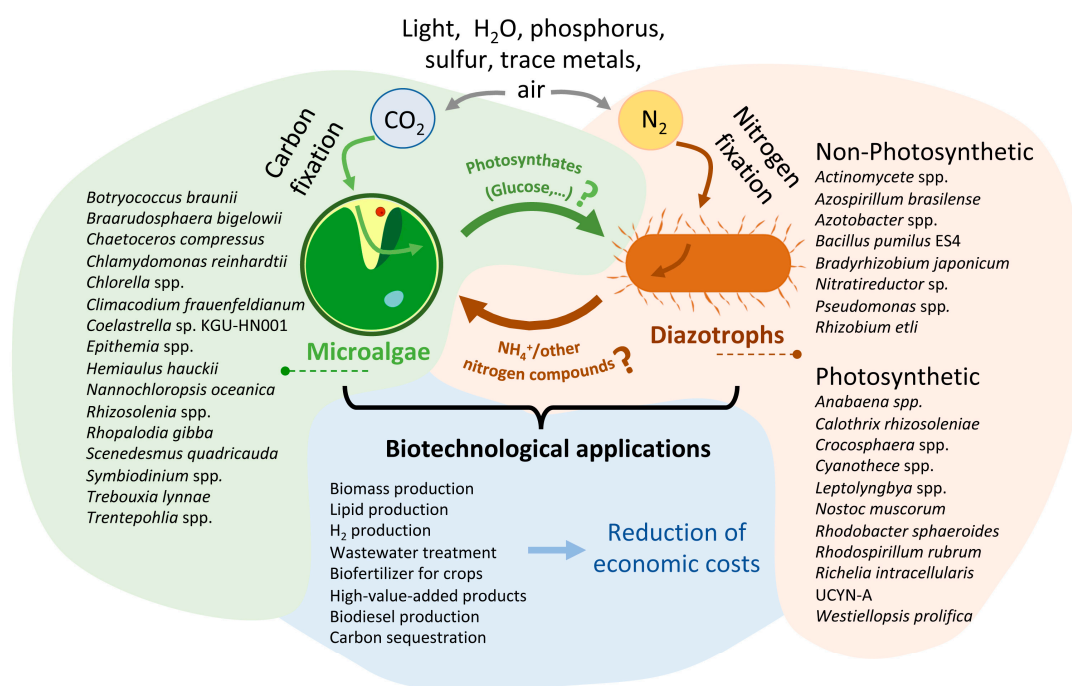 Light, H₂O, phosphorus,
sulfur, trace metals,
air
CO₂
N₂
Carbon
fixation
Nitrogen
fixation
Photosynthates
(Glucose,...)
?
NH₄⁺/other
nitrogen compounds
?
Microalgae
Botryococcus braunii
Braarudosphaera bigelowii
Chaetoceros compressus
Chlamydomonas reinhardtii
Chlorella spp.
Climacodium frauenfeldianum
Coelastrella sp. KGU-HN001
Epithemia spp.
Hemiaulus hauckii
Nannochloropsis oceanica
Rhizosolenia spp.
Rhopalodia gibba
Scenedesmus quadricauda
Symbiodinium spp.
Trebouxia lynnae
Trentepohlia spp.
Diazotrophs
Non-Photosynthetic
Actinomycete spp.
Azospirillum brasilense
Azotobacter spp.
Bacillus pumilus ES4
Bradyrhizobium japonicum
Nitratireductor sp.
Pseudomonas spp.
Rhizobium etli
Photosynthetic
Anabaena spp.
Calothrix rhizosoleniae
Crocosphaera spp.
Cyanothece spp.
Leptolyngbya spp.
Nostoc muscorum
Rhodobacter sphaeroides
Rhodospirillum rubrum
Richelia intracellularis
UCYN-A
Westiellopsis prolifica
Biotechnological applications
Biomass production
Lipid production
H₂ production
Wastewater treatment
Biofertilizer for crops
High-value-added products
Biodiesel production
Carbon sequestration
Reduction of
economic costs